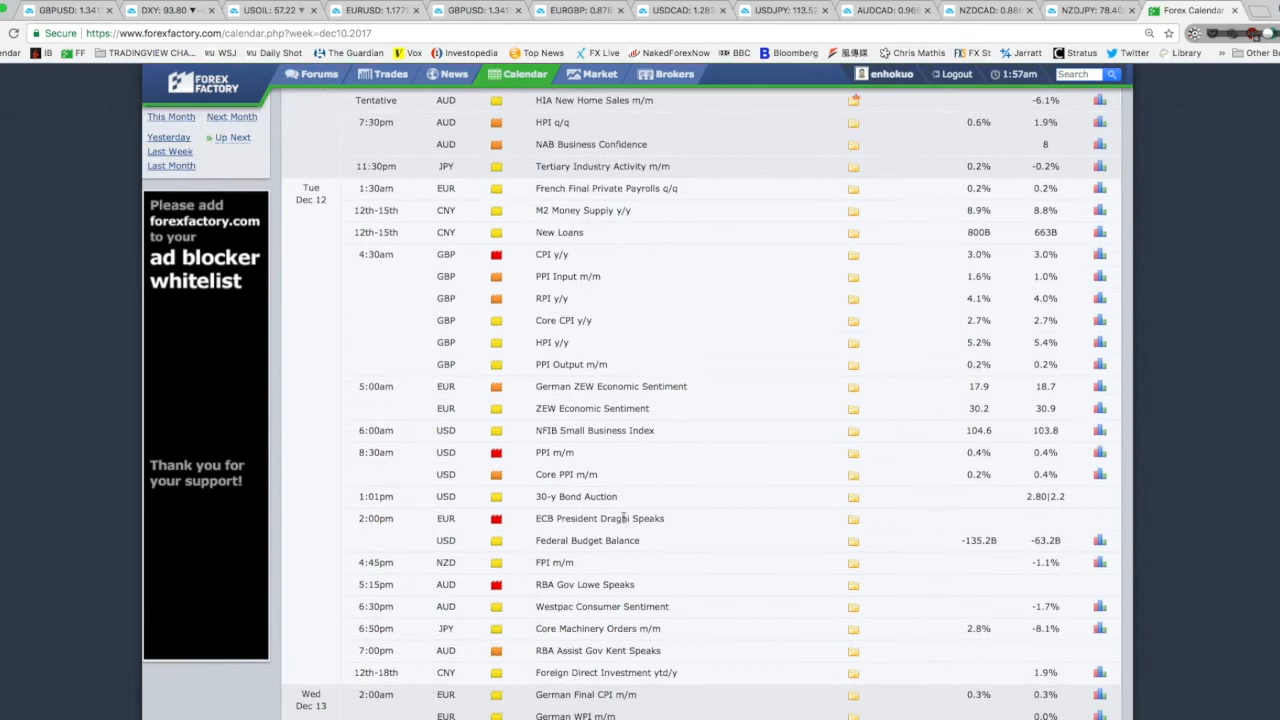 GBPUSD: 1.341
DXY: 93.80 ▼
USOIL: 57.22
EURUSD: 1.177
GBPUSD: 1.341
EURGBP: 0.876
USDCAD: 1.283
USDJPY: 113.5
AUDCAD: 0.96
NZDCAD: 0.88
NZDJPY: 78.40
Forex Calendar
Secure https://www.forexfactory.com/calendar.php?week=dec10.2017
ndar IB FF TRADINGVIEW CHA... WSJ Daily Shot The Guardian Vox Investopedia Top News FX Live NakedForexNow BBC Bloomberg 風傳媒 Chris Mathis FX St Jarratt Stratus Twitter Library » Other Bo
FOREX FACTORY Forums Trades News Calendar Market Brokers enhokuo Logout 1:57am Search
This Month Next Month
Yesterday Up Next
Last Week
Last Month
Please add
forexfactory.com
to your
ad blocker
whitelist
Thank you for
your support!
Tentative AUD HIA New Home Sales m/m -6.1%
7:30pm AUD HPI q/q 0.6% 1.9%
AUD NAB Business Confidence 8
11:30pm JPY Tertiary Industry Activity m/m 0.2% -0.2%
Tue Dec 12 1:30am EUR French Final Private Payrolls q/q 0.2% 0.2%
12th-15th CNY M2 Money Supply y/y 8.9% 8.8%
12th-15th CNY New Loans 800B 663B
4:30am GBP CPI y/y 3.0% 3.0%
GBP PPI Input m/m 1.6% 1.0%
GBP RPI y/y 4.1% 4.0%
GBP Core CPI y/y 2.7% 2.7%
GBP HPI y/y 5.2% 5.4%
GBP PPI Output m/m 0.2% 0.2%
5:00am EUR German ZEW Economic Sentiment 17.9 18.7
EUR ZEW Economic Sentiment 30.2 30.9
6:00am USD NFIB Small Business Index 104.6 103.8
8:30am USD PPI m/m 0.4% 0.4%
USD Core PPI m/m 0.2% 0.4%
1:01pm USD 30-y Bond Auction 2.80|2.2
2:00pm EUR ECB President Draghi Speaks
USD Federal Budget Balance -135.2B -63.2B
4:45pm NZD FPI m/m -1.1%
5:15pm AUD RBA Gov Lowe Speaks
6:30pm AUD Westpac Consumer Sentiment -1.7%
6:50pm JPY Core Machinery Orders m/m 2.8% -8.1%
7:00pm AUD RBA Assist Gov Kent Speaks
12th-18th CNY Foreign Direct Investment ytd/y 1.9%
Wed Dec 13 2:00am EUR German Final CPI m/m 0.3% 0.3%
EUR German WPI m/m 0.0%